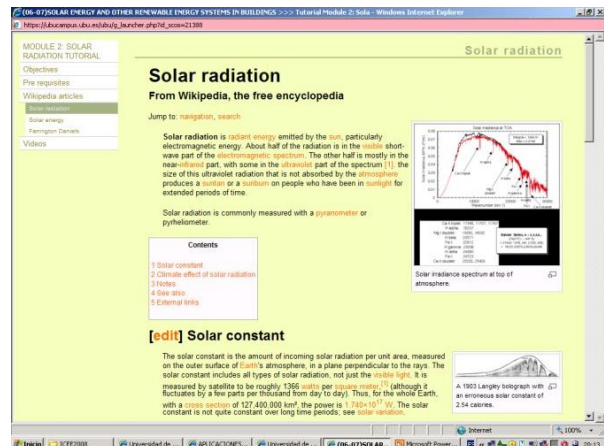 (06-07)SOLAR ENERGY AND OTHER RENEWABLE ENERGY SYSTEMS IN BUILDINGS >>> Tutorial Module 2: Sola - Windows Internet Explorer
https://ubucampus.ubu.es/ubu/g_launcher.php?id_scos=21388
MODULE 2: SOLAR
RADIATION TUTORIAL
Objectives
Pre requisites
Wikipedia articles
Solar radiation
Solar energy
Farrington Daniels
Videos
Solar radiation
Solar radiation
From Wikipedia, the free encyclopedia
Jump to: navigation, search
Solar radiation is radiant energy emitted by the sun, particularly
electromagnetic energy. About half of the radiation is in the visible short-
wave part of the electromagnetic spectrum. The other half is mostly in the
near-infrared part, with some in the ultraviolet part of the spectrum [1]. the
size of this ultraviolet radiation that is not absorbed by the atmosphere
produces a suntan or a sunburn on people who have been in sunlight for
extended periods of time.
Solar radiation is commonly measured with a pyranometer or
pyrheliometer.
Solar irradiance spectrum at top of
atmosphere.
Contents
1 Solar constant
2 Climate effect of solar radiation
3 Notes
4 See also
5 External links
[edit] Solar constant
The solar constant is the amount of incoming solar radiation per unit area, measured
on the outer surface of Earth's atmosphere, in a plane perpendicular to the rays. The
solar constant includes all types of solar radiation, not just the visible light. It is
measured by satellite to be roughly 1366 watts per square meter,[1] (although it
fluctuates by a few parts per thousand from day to day). Thus, for the whole Earth,
with a cross section of 127,400,000 km², the power is 1.740×10¹⁷ W. The solar
constant is not quite constant over long time periods; see solar variation.
A 1903 Langley bolograph with
an erroneous solar constant of
2.54 calories.
Internet 100%
Inicio ICEE2008 Universidad de ... APLICACIONES... Universidad de ... (06-07)SOLAR... Microsoft Power... ES 20:13